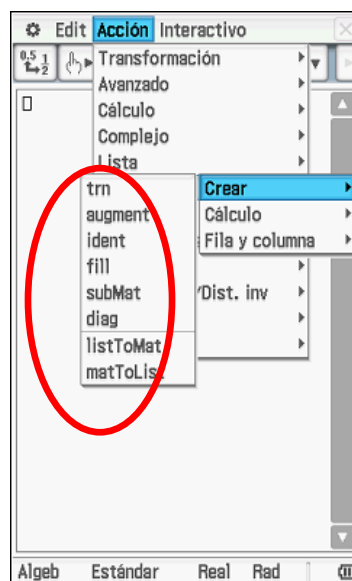 Edit Acción Interactivo
0.5 1 2
Transformación
Avanzado
Cálculo
Complejo
Lista
trn
augment
ident
fill
subMat
diag
listToMat
matToList
Crear
Cálculo
Fila y columna
/Dist. inv
Algeb Estándar Real Rad